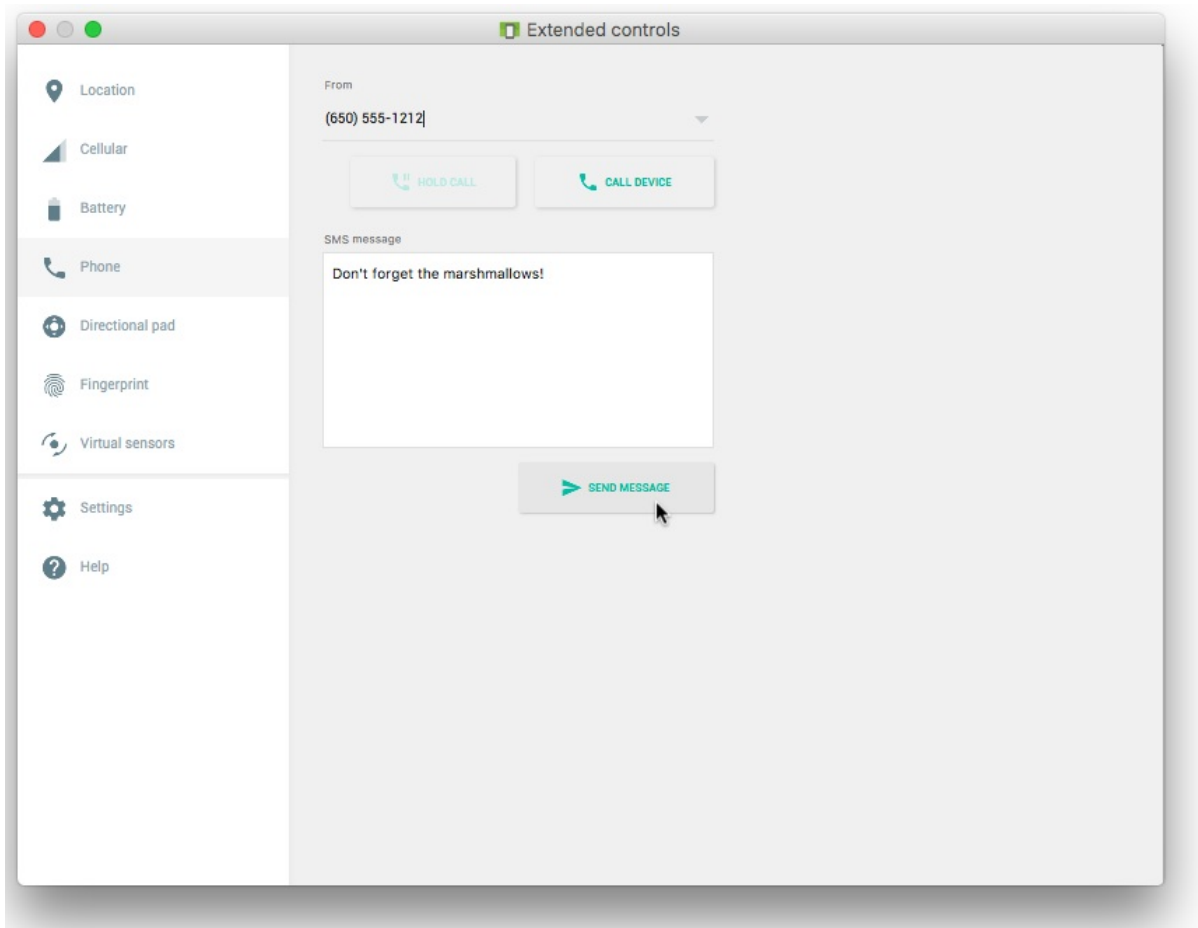 Extended controls
Location
Cellular
Battery
Phone
Directional pad
Fingerprint
Virtual sensors
Settings
Help
From
(650) 555-1212
HOLD CALL
CALL DEVICE
SMS message
Don't forget the marshmallows!
SEND MESSAGE